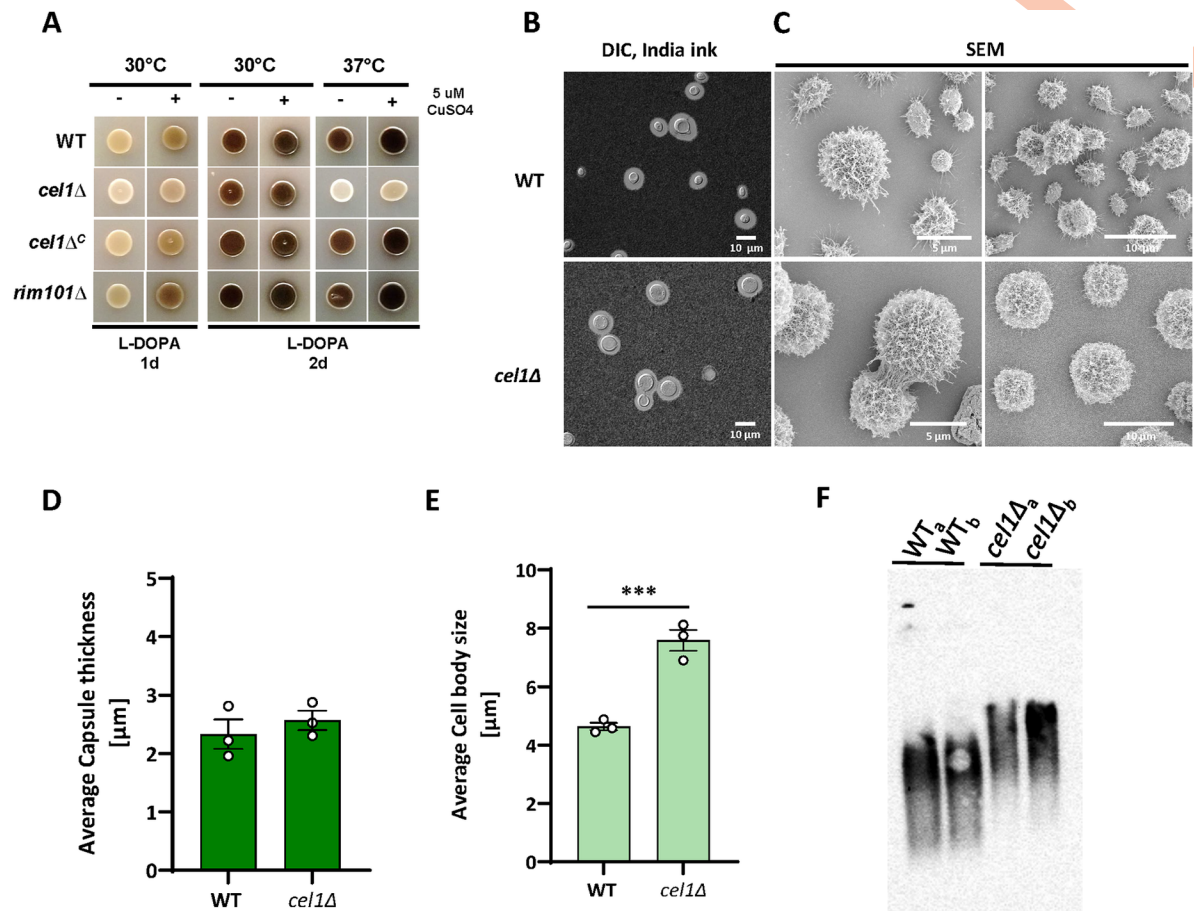 A
30°C 30°C 37°C
- + - + - + 5 uM
CuSO4
WT
cel1Δ
cel1Δᶜ
rim101Δ
L-DOPA
1d
L-DOPA
2d
B
DIC, India ink
C
SEM
WT
10 μm
5 μm
10 μm
cel1Δ
10 μm
5 μm
10 μm
D
Average Capsule thickness
[μm]
5
4
3
2
1
0
WT cel1Δ
E
Average Cell body size
[μm]
10
8
6
4
2
0
***
WT cel1Δ
F
WTa WTb cel1Δa cel1Δb